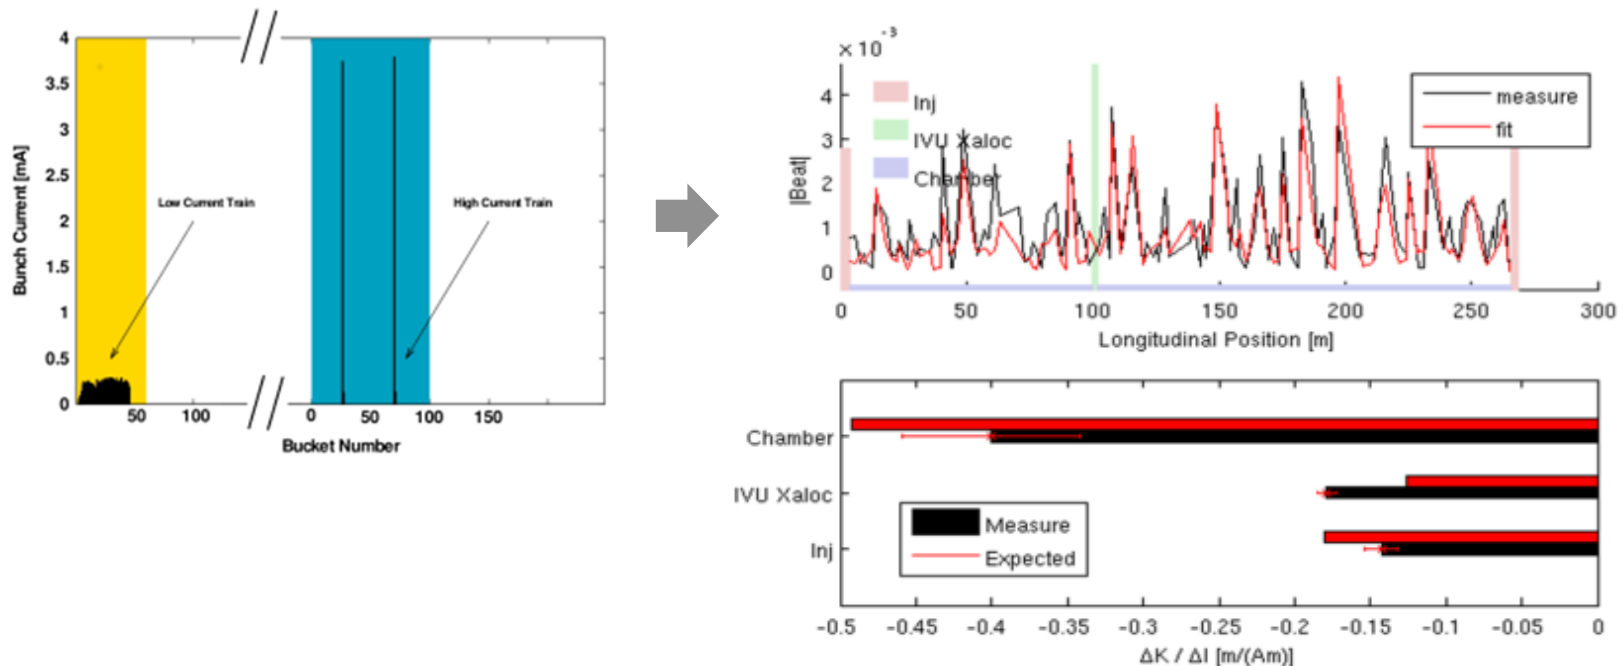 4
3.5
3
2.5
2
1.5
1
0.5
0
Bunch Current [mA]
Low Current Train
High Current Train
50
100
0
50
100
150
Bucket Number
× 10⁻³
4
3
2
1
0
|Beat|
Inj
IVU Xaloc
Chamber
measure
fit
0
50
100
150
200
250
300
Longitudinal Position [m]
Chamber
IVU Xaloc
Inj
Measure
Expected
-0.5
-0.45
-0.4
-0.35
-0.3
-0.25
-0.2
-0.15
-0.1
-0.05
0
ΔK / ΔI [m/(Am)]